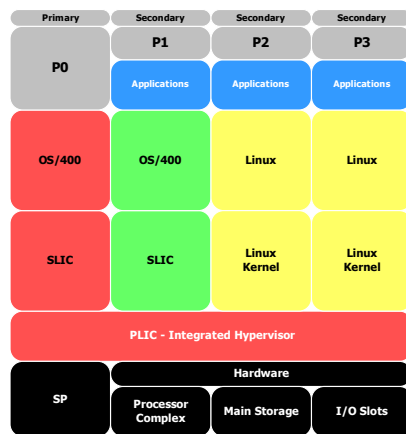 Primary
Secondary
Secondary
Secondary
P0
P1
P2
P3
Applications
Applications
Applications
OS/400
OS/400
Linux
Linux
SLIC
SLIC
Linux
Kernel
Linux
Kernel
PLIC - Integrated Hypervisor
SP
Hardware
Processor
Complex
Main Storage
I/O Slots